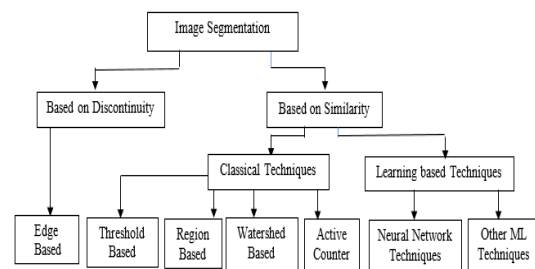 Image Segmentation
Based on Discontinuity
Based on Similarity
Classical Techniques
Learning based Techniques
Edge
Based
Threshold
Based
Region
Based
Watershed
Based
Active
Counter
Neural Network
Techniques
Other ML
Techniques